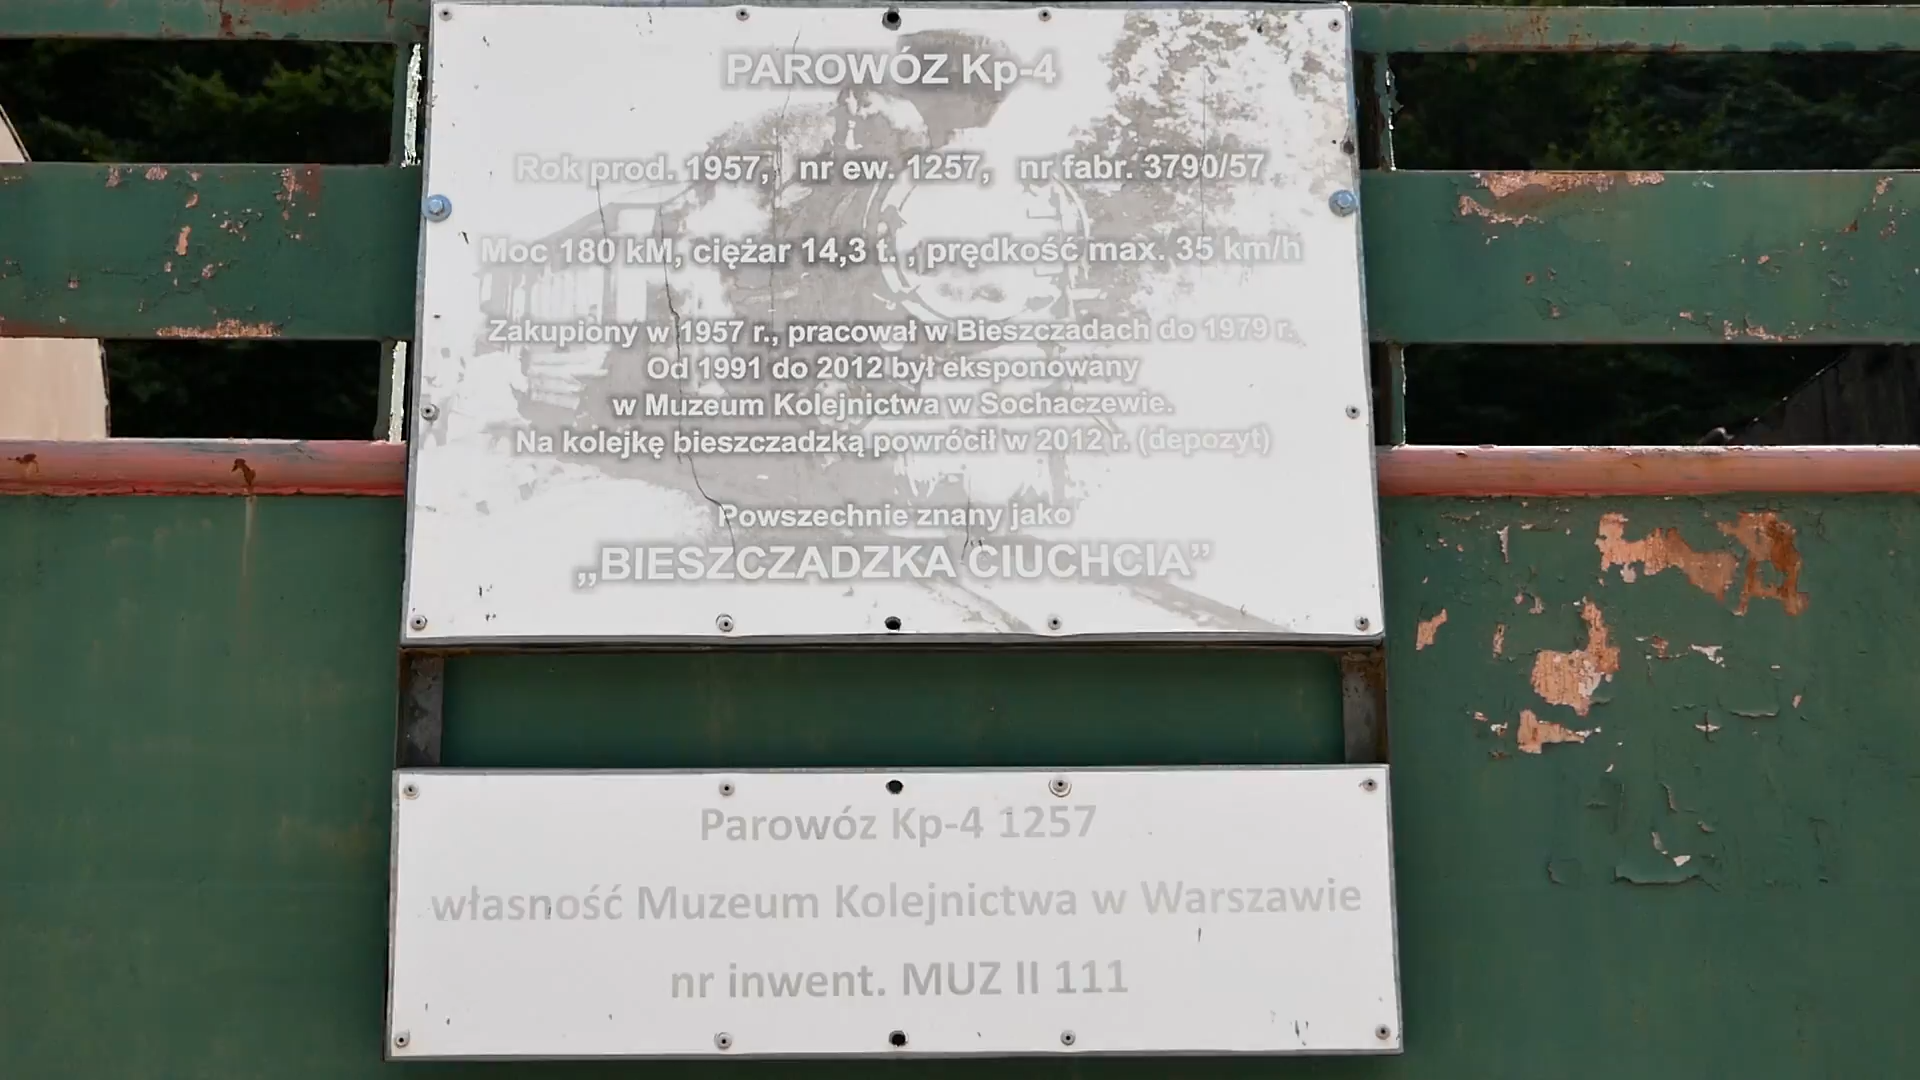 PAROWÓZ Kp-4
Rok prod. 1957, nr ew. 1257, nr fabr. 3790/57
Moc 180 kM, ciężar 14,3 t. , prędkość max. 35 km/h
Zakupiony w 1957 r., pracował w Bieszczadach do 1979 r.
Od 1991 do 2012 był eksponowany
w Muzeum Kolejnictwa w Sochaczewie.
Na kolejkę bieszczadzką powrócił w 2012 r. (depozyt)
Powszechnie znany jako
„BIESZCZADZKA CIUCHCIA”
Parowóz Kp-4 1257
własność Muzeum Kolejnictwa w Warszawie
nr inwent. MUZ II 111